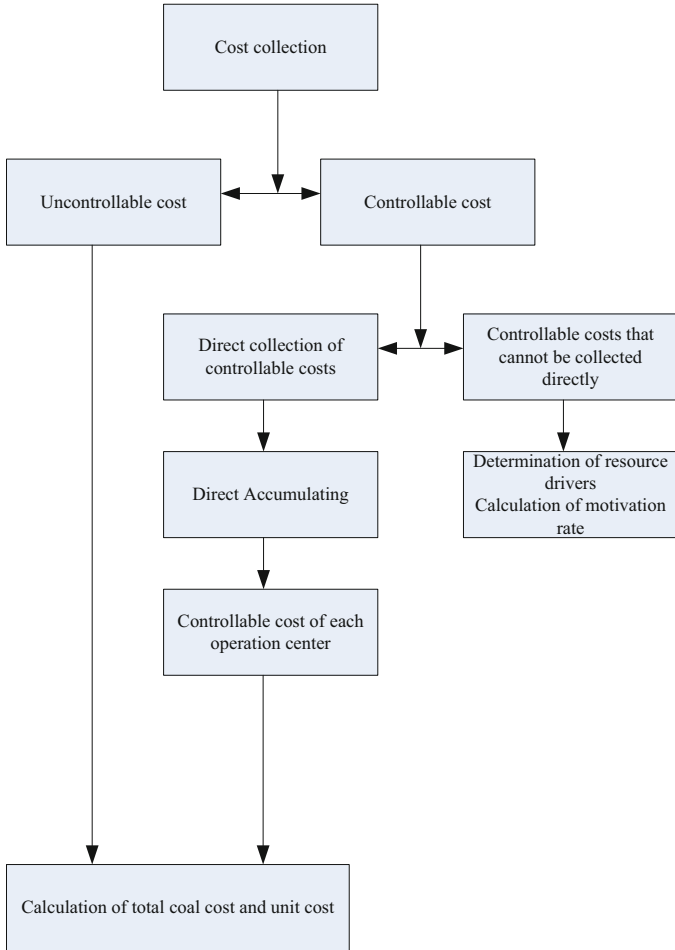 Cost collection
Uncontrollable cost
Controllable cost
Direct collection of
controllable costs
Controllable costs that
cannot be collected
directly
Direct Accumulating
Determination of resource
drivers
Calculation of motivation
rate
Controllable cost of each
operation center
Calculation of total coal cost and unit cost